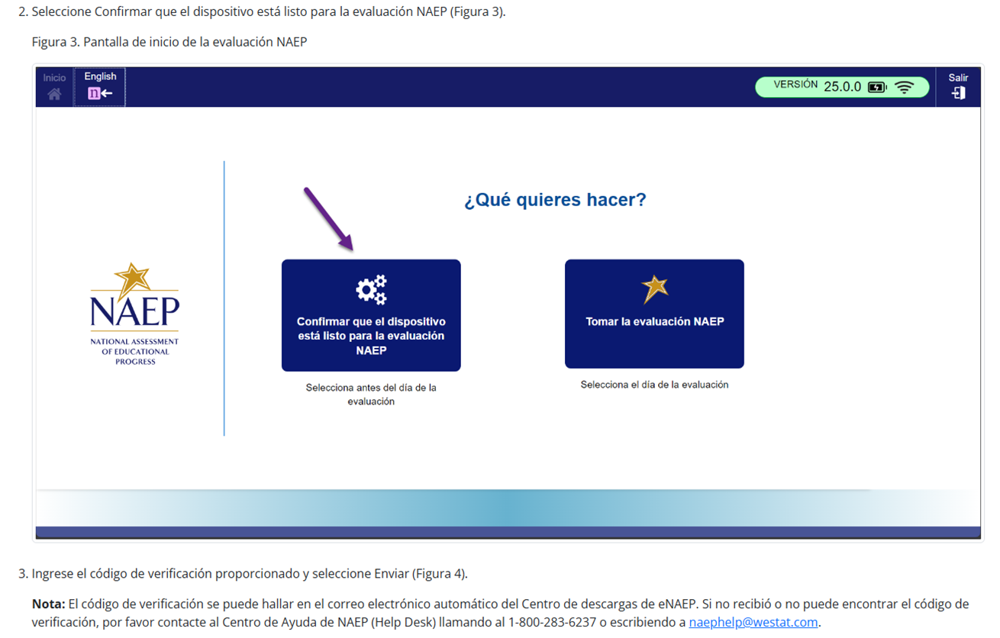 2. Seleccione Confirmar que el dispositivo está listo para la evaluación NAEP (Figura 3).
Figura 3. Pantalla de inicio de la evaluación NAEP
Inicio
English
n
VERSIÓN 25.0.0
Salir
¿Qué quieres hacer?
NAEP
NATIONAL ASSESSMENT
OF EDUCATIONAL
PROGRESS
Confirmar que el dispositivo
está listo para la evaluación
NAEP
Selecciona antes del día de la
evaluación
Tomar la evaluación NAEP
Selecciona el día de la evaluación
3. Ingrese el código de verificación proporcionado y seleccione Enviar (Figura 4).
Nota: El código de verificación se puede hallar en el correo electrónico automático del Centro de descargas de eNAEP. Si no recibió o no puede encontrar el código de
verificación, por favor contacte al Centro de Ayuda de NAEP (Help Desk) llamando al 1-800-283-6237 o escribiendo a naephelp@westat.com.